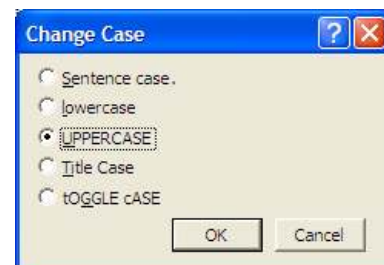 Change Case
Sentence case.
lowercase
UPPERCASE
Title Case
tOGGLE cASE
OK Cancel